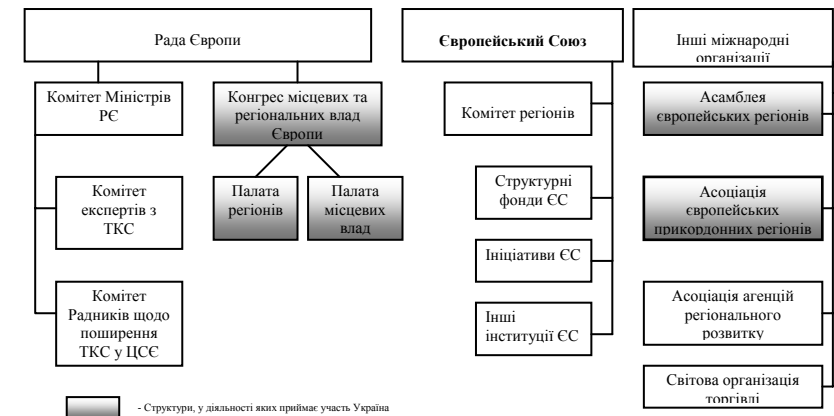 Рада Європи
Європейський Союз
Інші міжнародні
організації
Комітет Міністрів
РЄ
Конгрес місцевих та
регіональних влад
Європи
Комітет регіонів
Асамблея
європейських регіонів
Комітет
експертів з
ТКС
Палата
регіонів
Палата
місцевих
влад
Структурні
фонди ЄС
Асоціація
європейських
прикордонних регіонів
Ініціативи ЄС
Комітет
Радників щодо
поширення
ТКС у ЦСЄ
Інші
інституції ЄС
Асоціація агенцій
регіонального
розвитку
Світова організація
торгівлі
- Структури, у діяльності яких приймає участь Україна